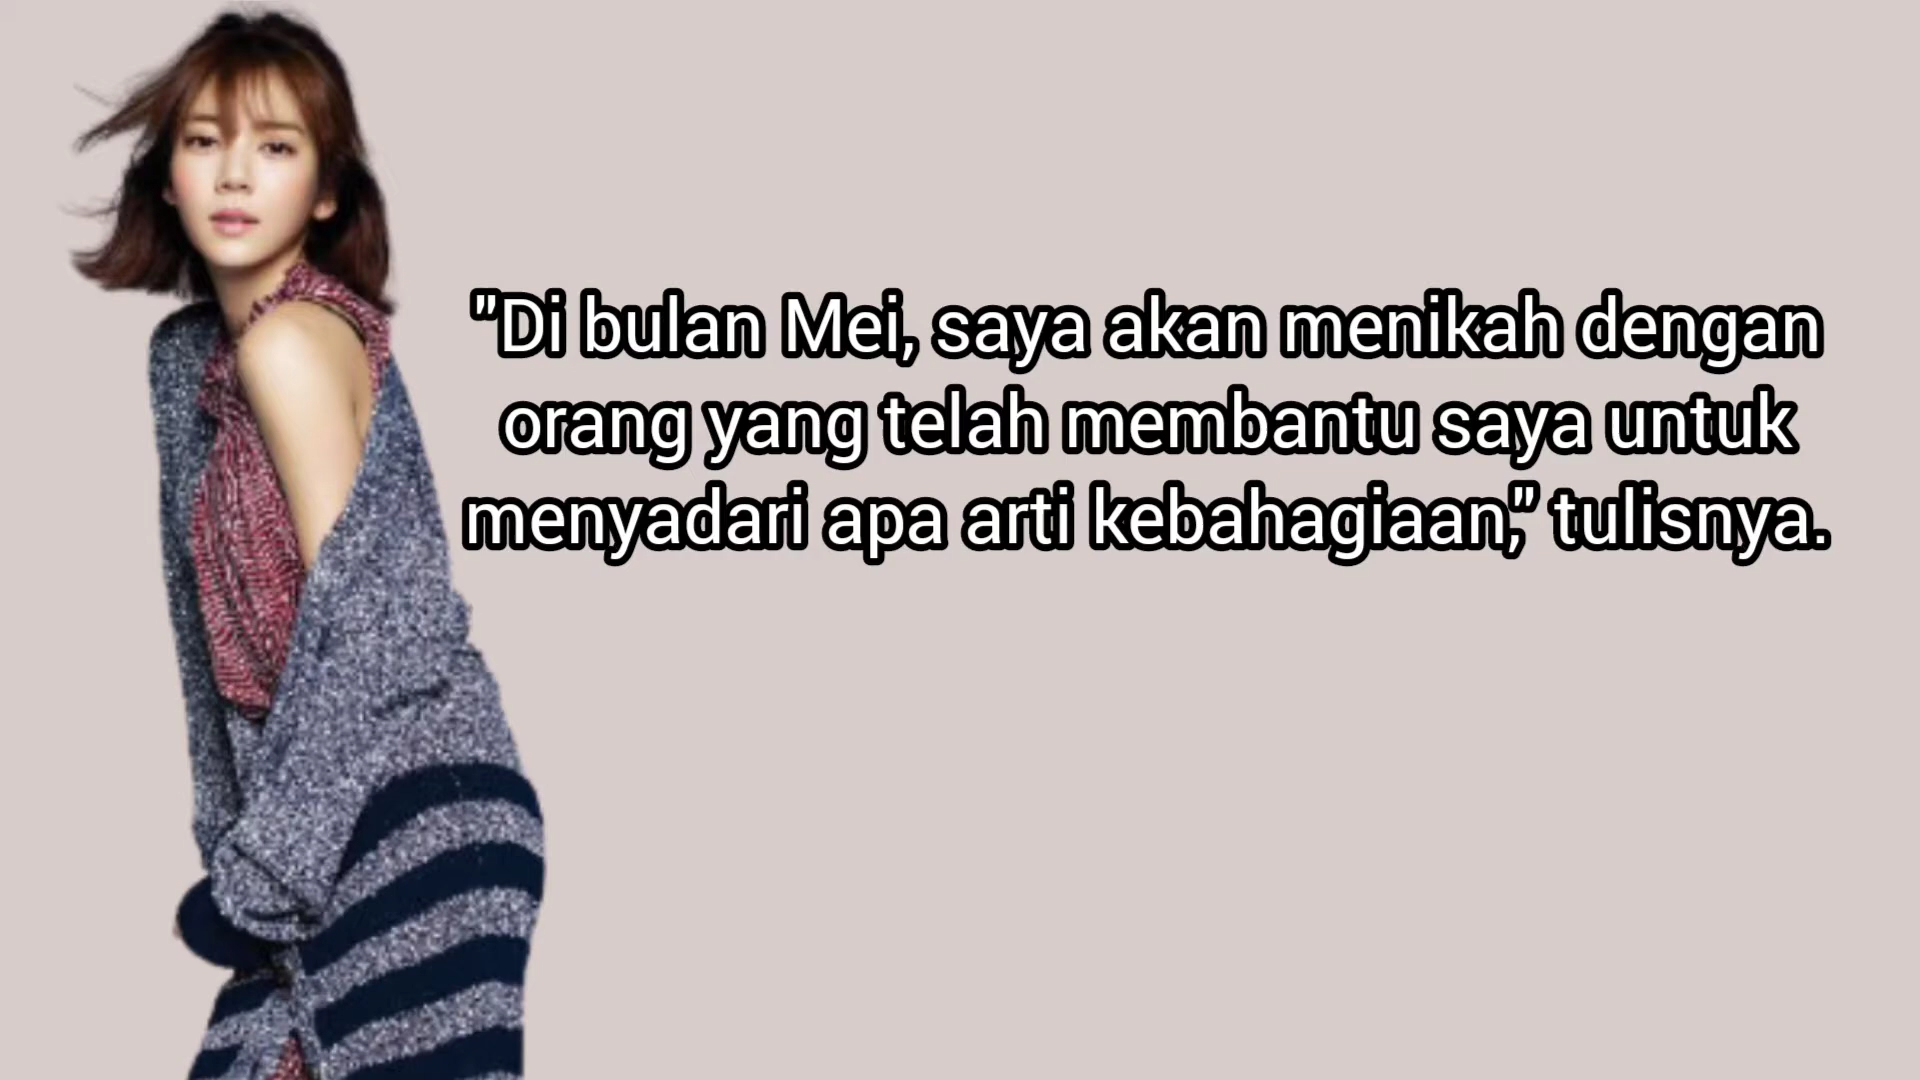 "Di bulan Mei, saya akan menikah dengan
orang yang telah membantu saya untuk
menyadari apa arti kebahagiaan," tulisnya.